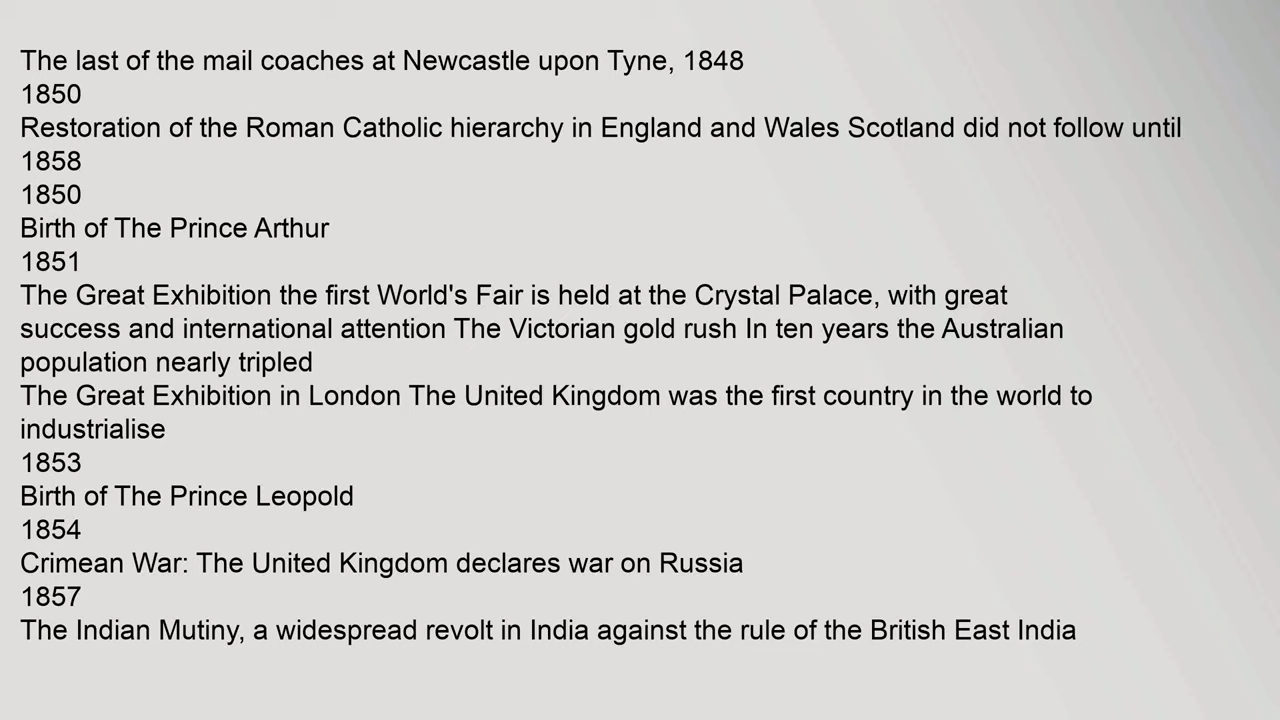 The last of the mail coaches at Newcastle upon Tyne, 1848
1850
Restoration of the Roman Catholic hierarchy in England and Wales Scotland did not follow until
1858
1850
Birth of The Prince Arthur
1851
The Great Exhibition the first World's Fair is held at the Crystal Palace, with great
success and international attention The Victorian gold rush In ten years the Australian
population nearly tripled
The Great Exhibition in London The United Kingdom was the first country in the world to
industrialise
1853
Birth of The Prince Leopold
1854
Crimean War: The United Kingdom declares war on Russia
1857
The Indian Mutiny, a widespread revolt in India against the rule of the British East India